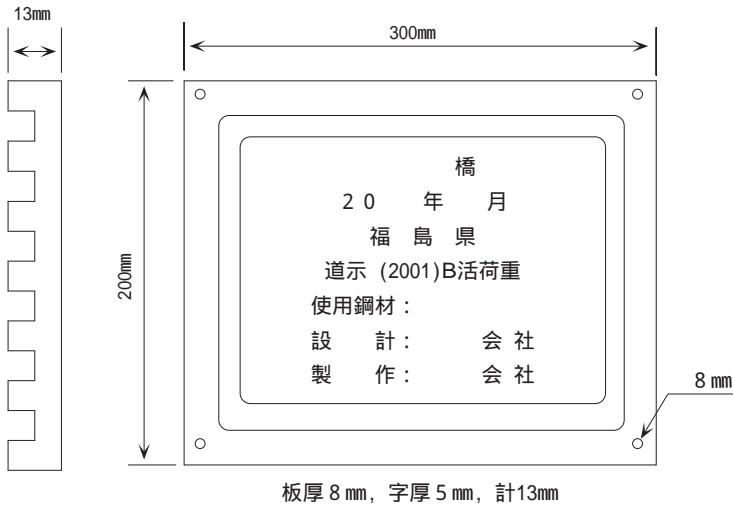 13㎜
300㎜
200㎜
橋
２０　年　月
福　島　県
道示 (2001)B活荷重
使用鋼材：
設　計：　会 社
製　作：　会 社
8 ㎜
板厚 8 ㎜，字厚 5 ㎜，計13㎜